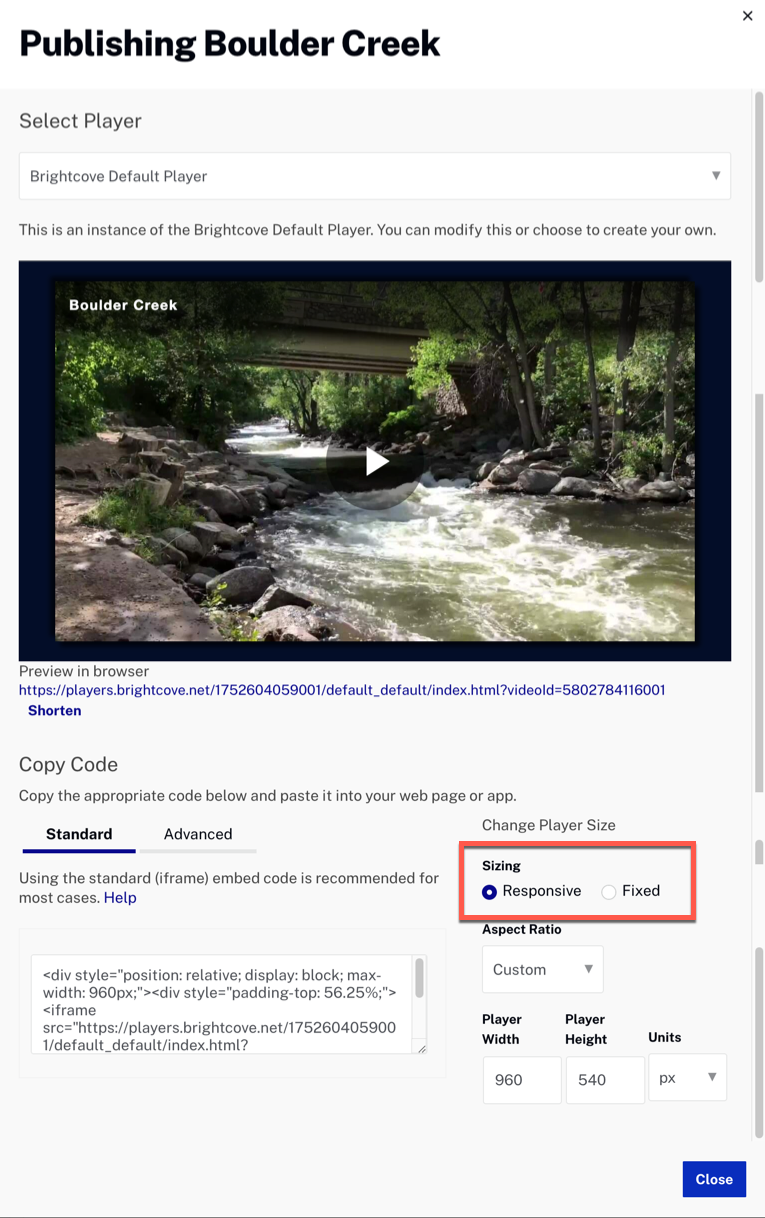 Publishing Boulder Creek
Select Player
Brightcove Default Player
This is an instance of the Brightcove Default Player. You can modify this or choose to create your own.
Boulder Creek
Preview in browser
https://players.brightcove.net/1752604059001/default_default/index.html?videoId=5802784116001
Shorten
Copy Code
Copy the appropriate code below and paste it into your web page or app.
Standard Advanced
Using the standard (iframe) embed code is recommended for
most cases. Help
<div style="position: relative; display: block; max-
width: 960px;"><div style="padding-top: 56.25%;">
<iframe
src="https://players.brightcove.net/175260405900
1/default_default/index.html?
Change Player Size
Sizing
Responsive Fixed
Aspect Ratio
Custom
Player Width
Player Height
Units
960
540
px
Close